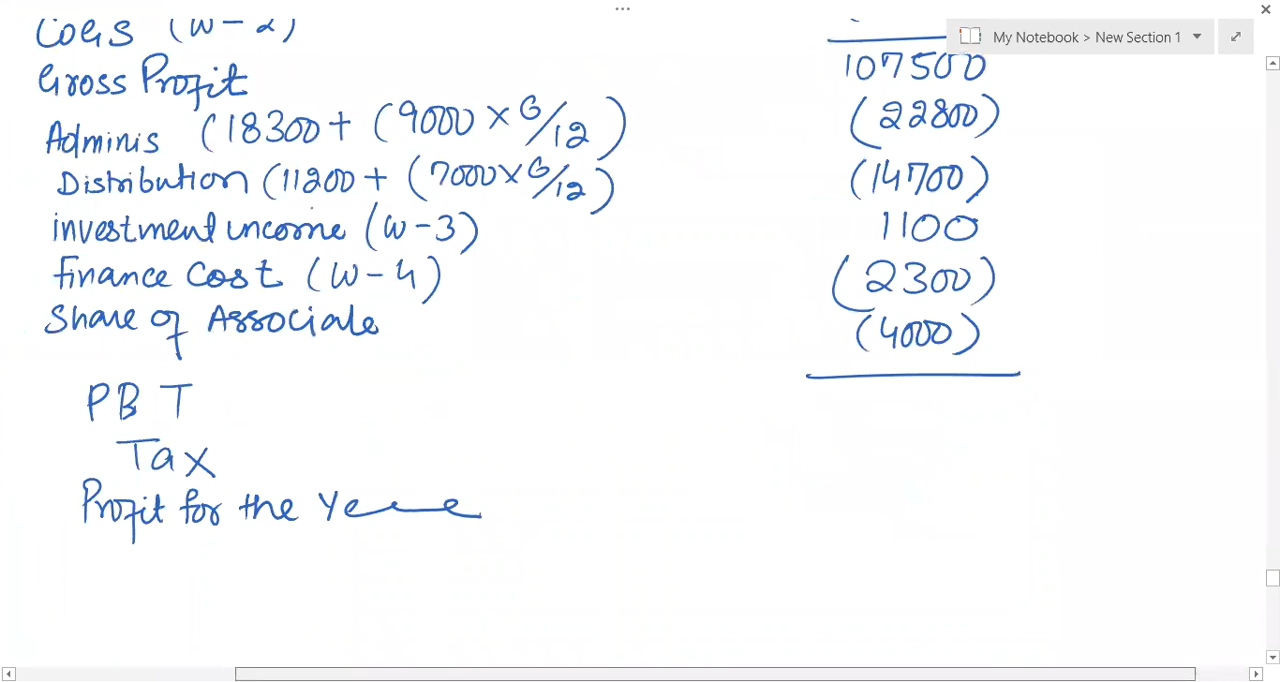 ...
My Notebook > New Section 1
COGS (W-2)
107500
Gross Profit
Adminis (18300 + (9000 × 6/12) (22800)
Distribution (11200 + (7000 × 6/12) (14700)
investment income (W-3) 1100
Finance Cost (W-4) (2300)
Share of Associate (4000)
PBT
Tax
Profit for the Year